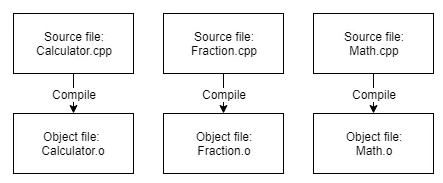 Source file:
Calculator.cpp
Source file:
Fraction.cpp
Source file:
Math.cpp
Compile
Compile
Compile
Object file:
Calculator.o
Object file:
Fraction.o
Object file:
Math.o